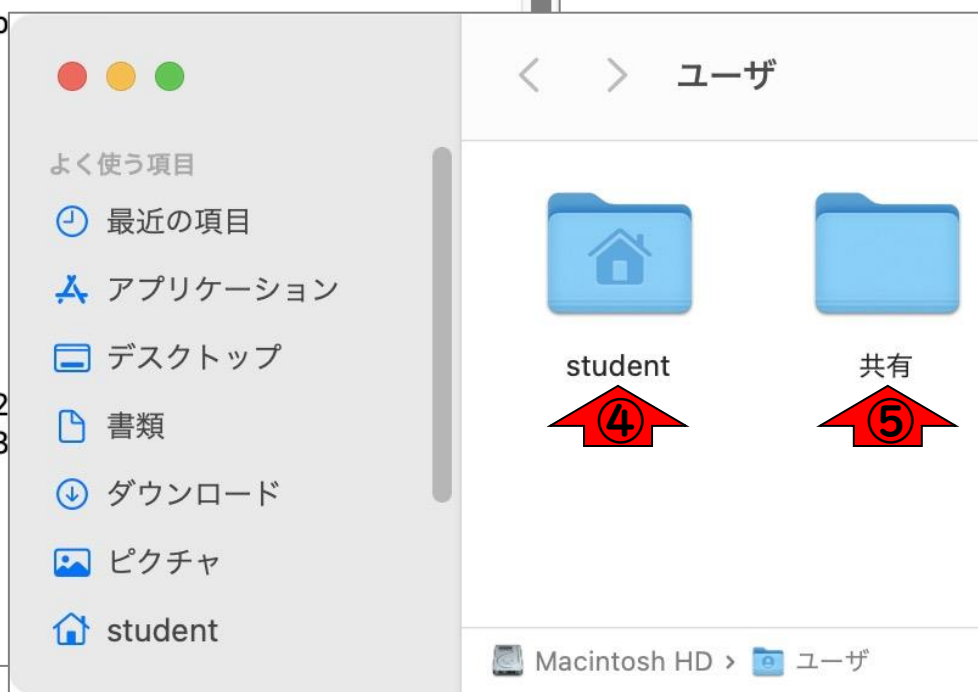 ユーザ
よく使う項目
最近の項目
アプリケーション
デスクトップ
書類
ダウンロード
ピクチャ
student
student
共有
④
⑤
Macintosh HD › ユーザ